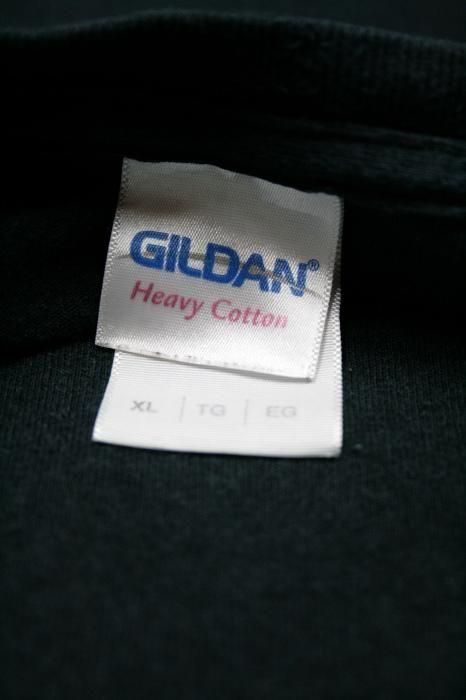 GILDAN®
Heavy Cotton
XL | TG | EG